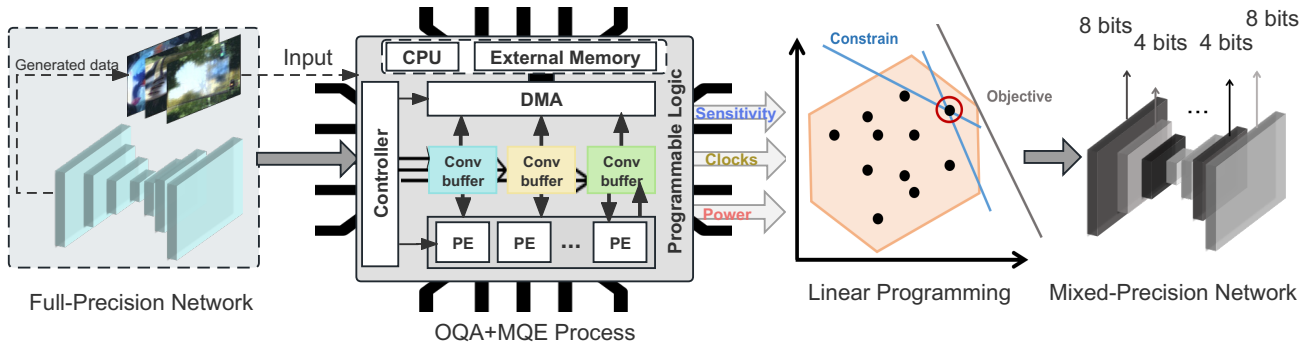 Generated data
Full-Precision Network
Input
CPU
External Memory
DMA
Controller
Conv
buffer
Conv
buffer
Conv
buffer
PE
PE
...
PE
Programmable Logic
OQA+MQE Process
Sensitivity
Clocks
Power
Constrain
Objective
Linear Programming
8 bits
4 bits
4 bits
8 bits
...
Mixed-Precision Network